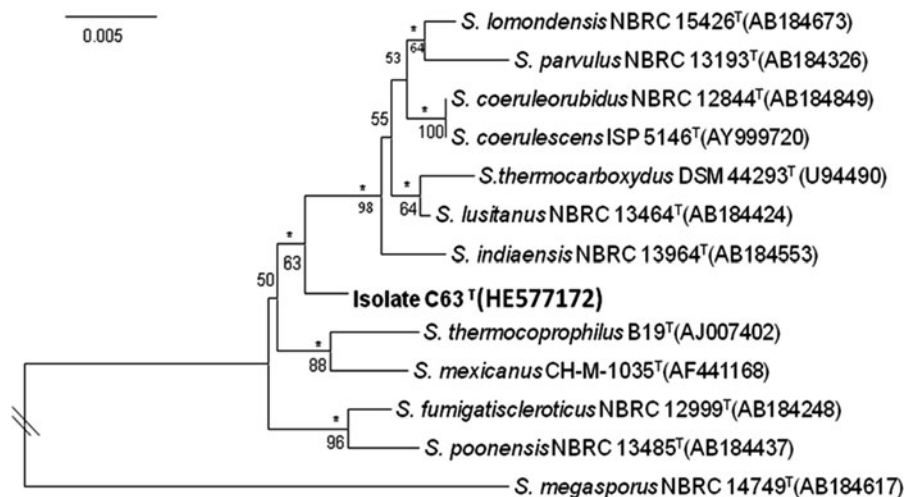 0.005
S. lomondensis NBRC 15426ᵀ(AB184673)
* 64
53
S. parvulus NBRC 13193ᵀ(AB184326)
S. coeruleorubidus NBRC 12844ᵀ(AB184849)
*
100
55
S. coerulescens ISP 5146ᵀ(AY999720)
S.thermocarboxydus DSM 44293ᵀ (U94490)
*
64
*
98
S. lusitanus NBRC 13464ᵀ(AB184424)
S. indiaensis NBRC 13964ᵀ(AB184553)
*
63
50
Isolate C63 ᵀ(HE577172)
S. thermocoprophilus B19ᵀ(AJ007402)
*
88
S. mexicanus CH-M-1035ᵀ(AF441168)
S. fumigatiscleroticus NBRC 12999ᵀ(AB184248)
*
96
S. poonensis NBRC 13485ᵀ(AB184437)
S. megasporus NBRC 14749ᵀ(AB184617)